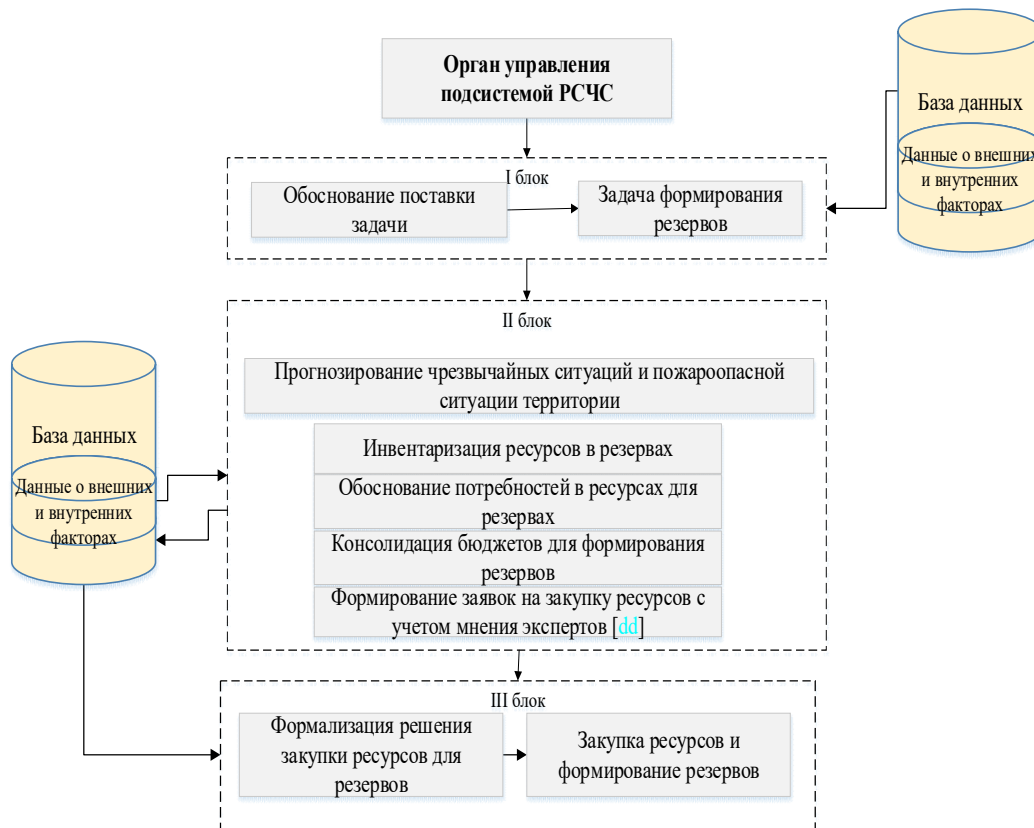 Орган управления
подсистемой РСЧС
База данных
Данные о внешних
и внутренних
факторах
I блок
Обоснование поставки
задачи
Задача формирования
резервов
II блок
Прогнозирование чрезвычайных ситуаций и пожароопасной
ситуации территории
База данных
Данные о внешних
и внутренних
факторах
Инвентаризация ресурсов в резервах
Обоснование потребностей в ресурсах для
резервах
Консолидация бюджетов для формирования
резервов
Формирование заявок на закупку ресурсов с
учетом мнения экспертов [dd]
III блок
Формализация решения
закупки ресурсов для
резервов
Закупка ресурсов и
формирование резервов